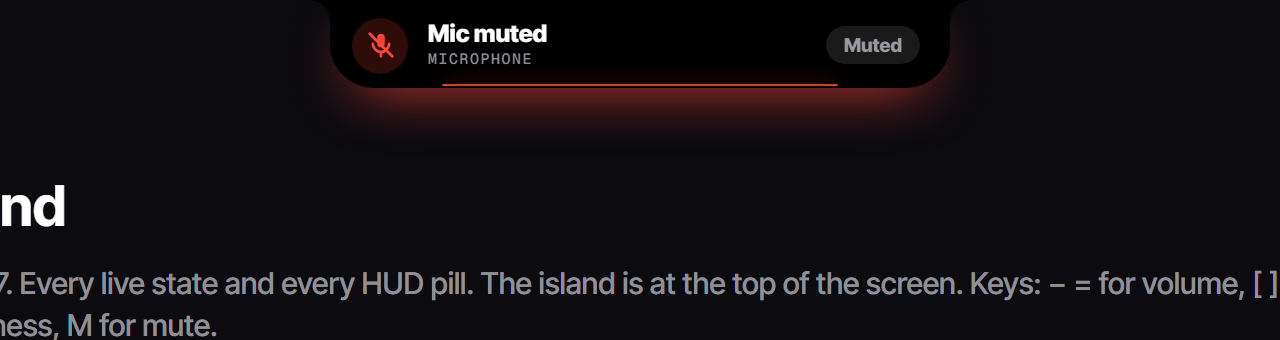 Mic muted
MICROPHONE
Muted
nd
7. Every live state and every HUD pill. The island is at the top of the screen. Keys: − = for volume, [ ]
ness, M for mute.